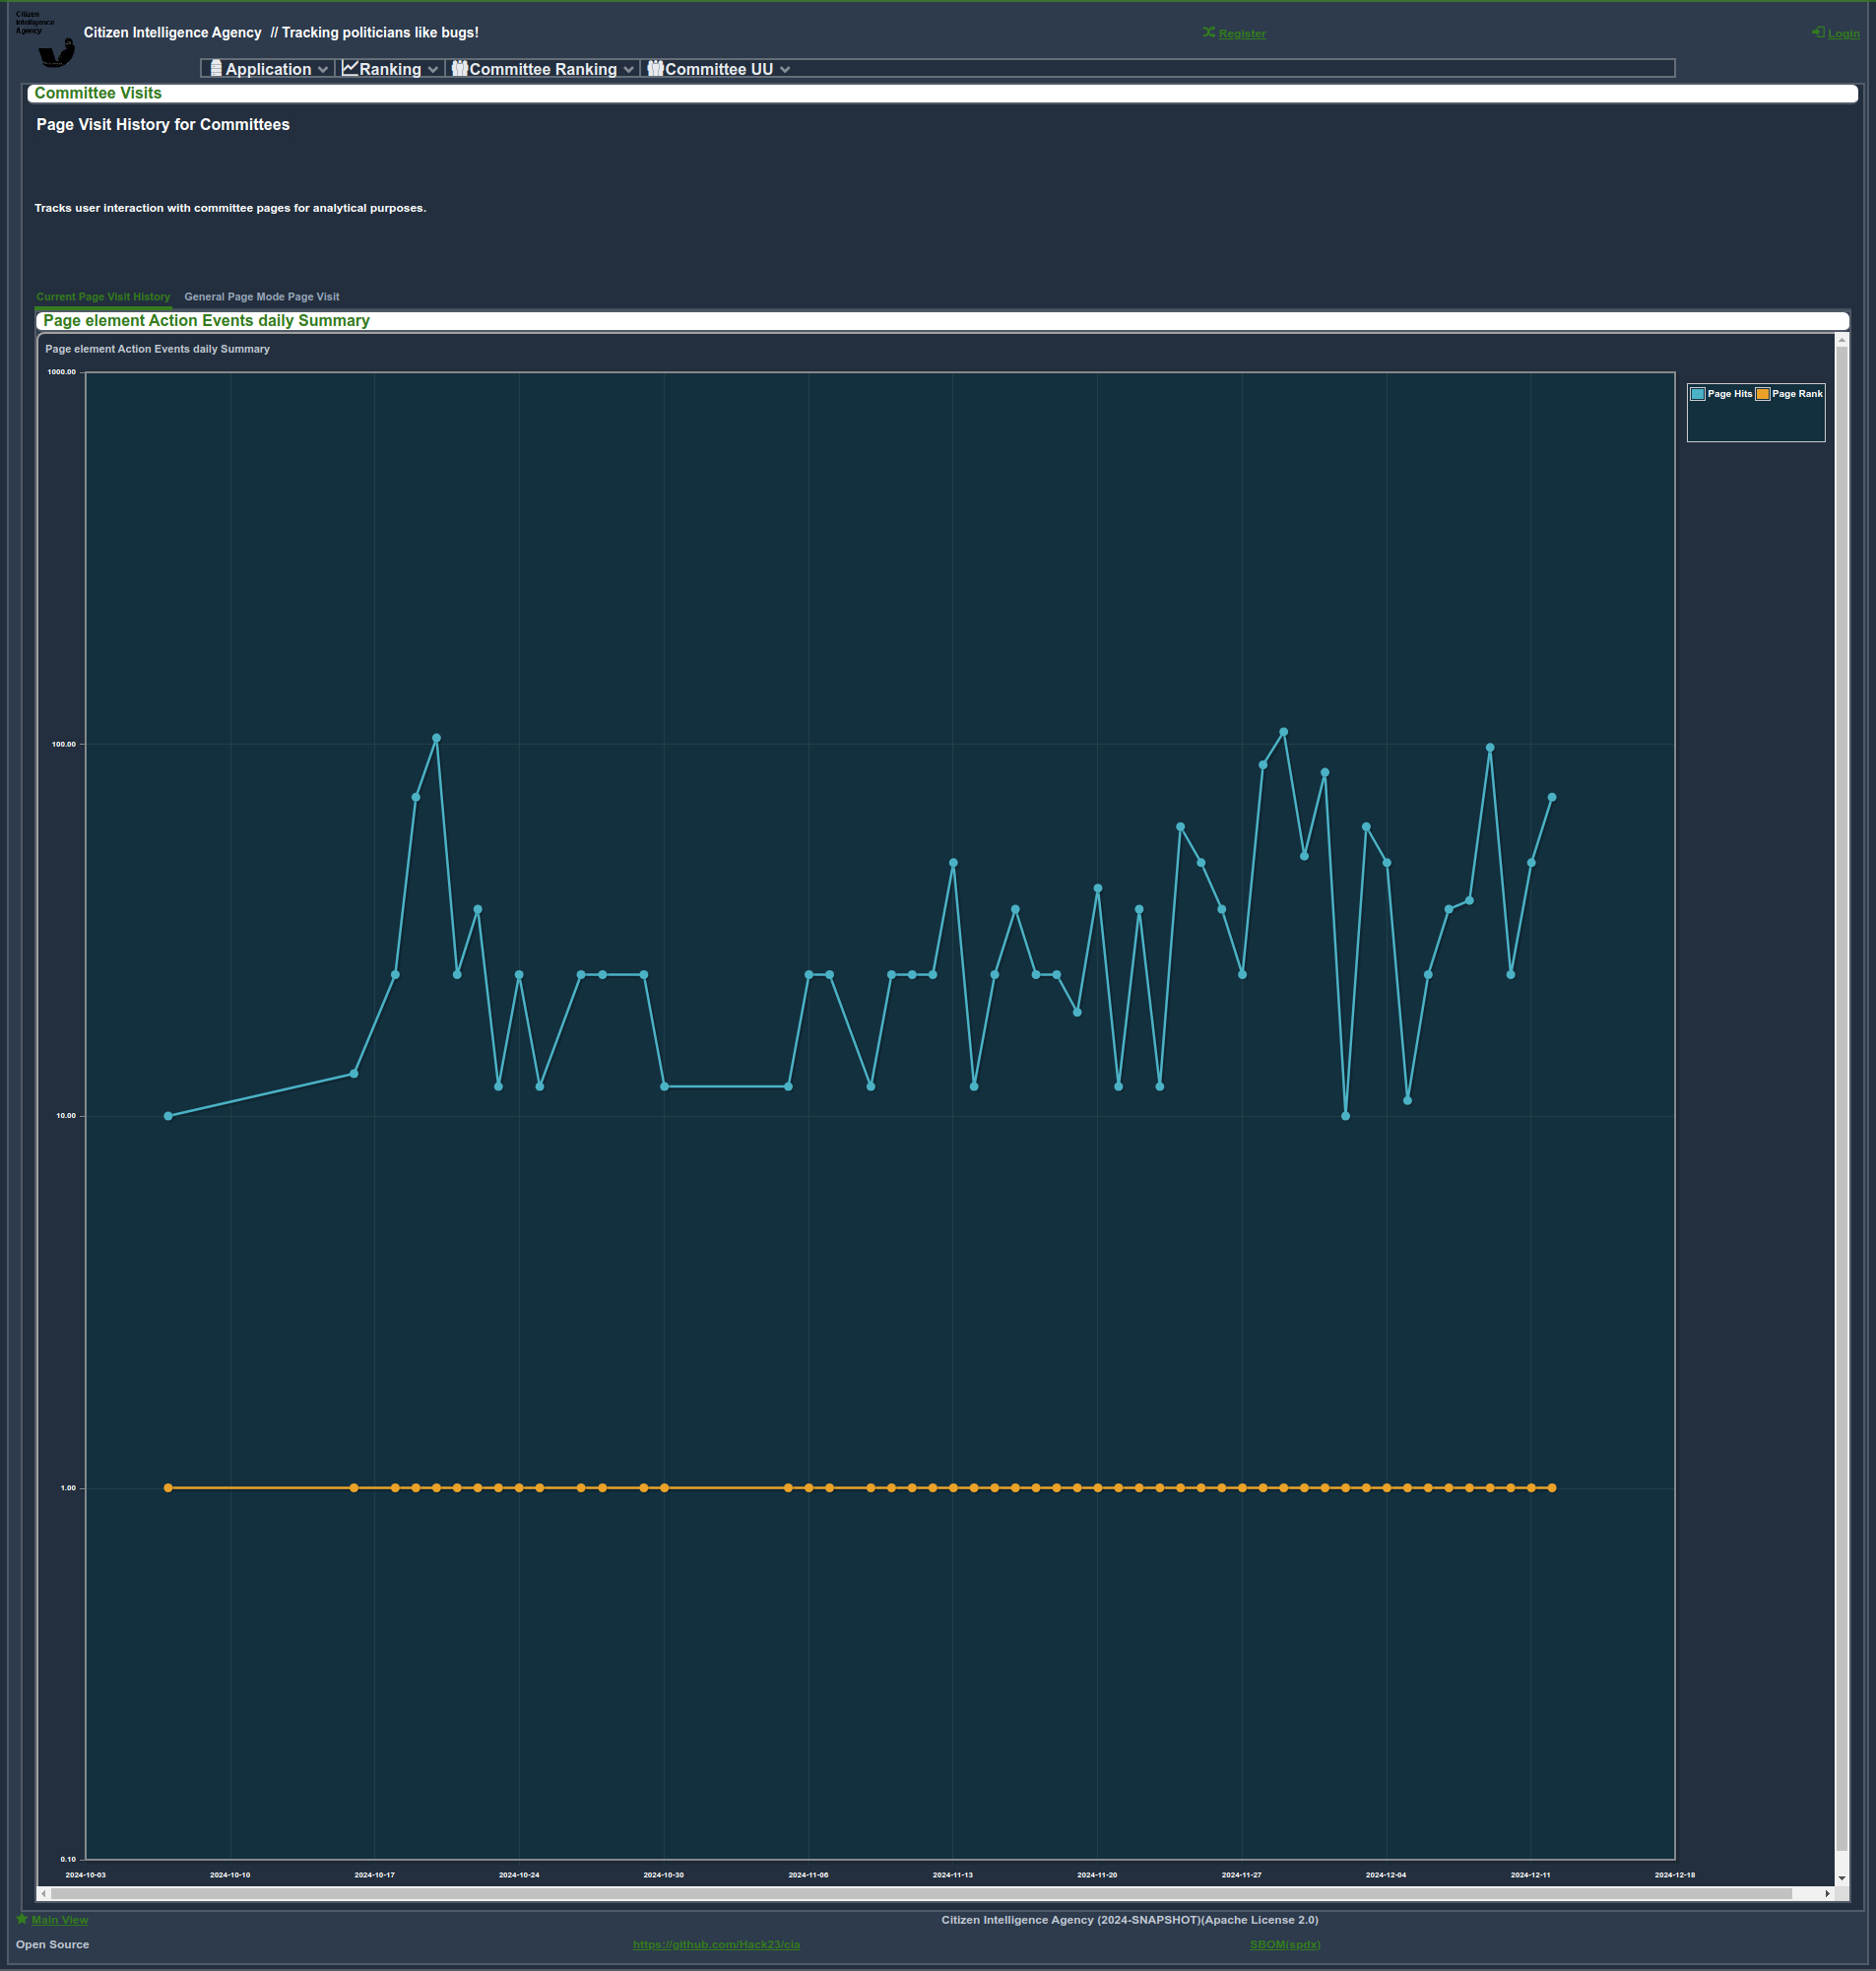 Citizen
Intelligence
Agency
Citizen Intelligence Agency // Tracking politicians like bugs!
Register
Login
Application
Ranking
Committee Ranking
Committee UU
Committee Visits
Page Visit History for Committees
Tracks user interaction with committee pages for analytical purposes.
Current Page Visit History
General Page Mode Page Visit
Page element Action Events daily Summary
Page element Action Events daily Summary
1000.00
100.00
10.00
1.00
0.10
Page Hits
Page Rank
2024-10-03
2024-10-10
2024-10-17
2024-10-24
2024-10-30
2024-11-06
2024-11-13
2024-11-20
2024-11-27
2024-12-04
2024-12-11
2024-12-18
Main View
Citizen Intelligence Agency (2024-SNAPSHOT)(Apache License 2.0)
Open Source
https://github.com/Hack23/cia
SBOM(spdx)